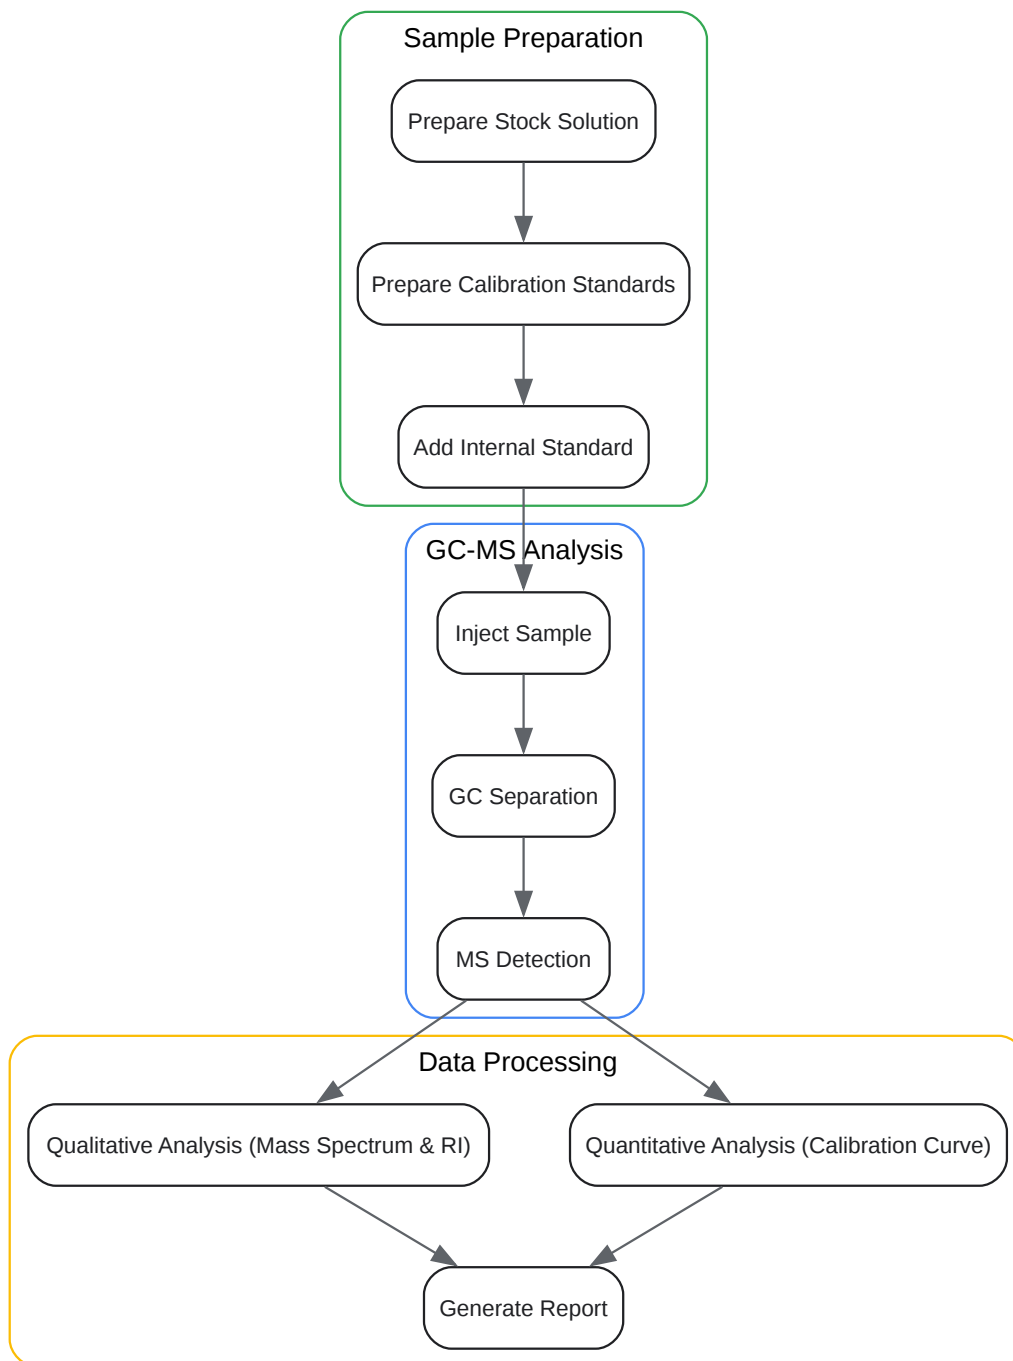 Sample Preparation
Prepare Stock Solution
Prepare Calibration Standards
Add Internal Standard
GC-MS Analysis
Inject Sample
GC Separation
MS Detection
Data Processing
Qualitative Analysis (Mass Spectrum & RI)
Quantitative Analysis (Calibration Curve)
Generate Report